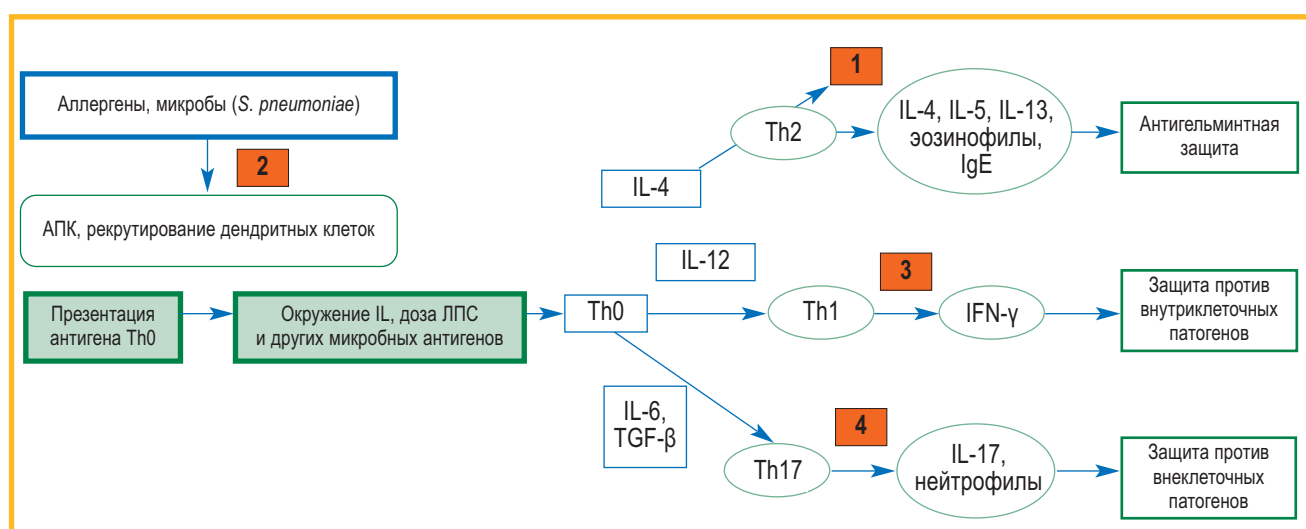 Аллергены, микробы (S. pneumoniae)
2
АПК, рекрутирование дендритных клеток
Презентация
антигена Th0
Окружение IL, доза ЛПС
и других микробных антигенов
Th0
IL-4
Th2
1
IL-4, IL-5, IL-13,
эозинофилы,
IgE
Антигельминтная
защита
IL-12
Th1
3
IFN-γ
Защита против
внутриклеточных
патогенов
IL-6,
TGF-β
Th17
4
IL-17,
нейтрофилы
Защита против
внеклеточных
патогенов